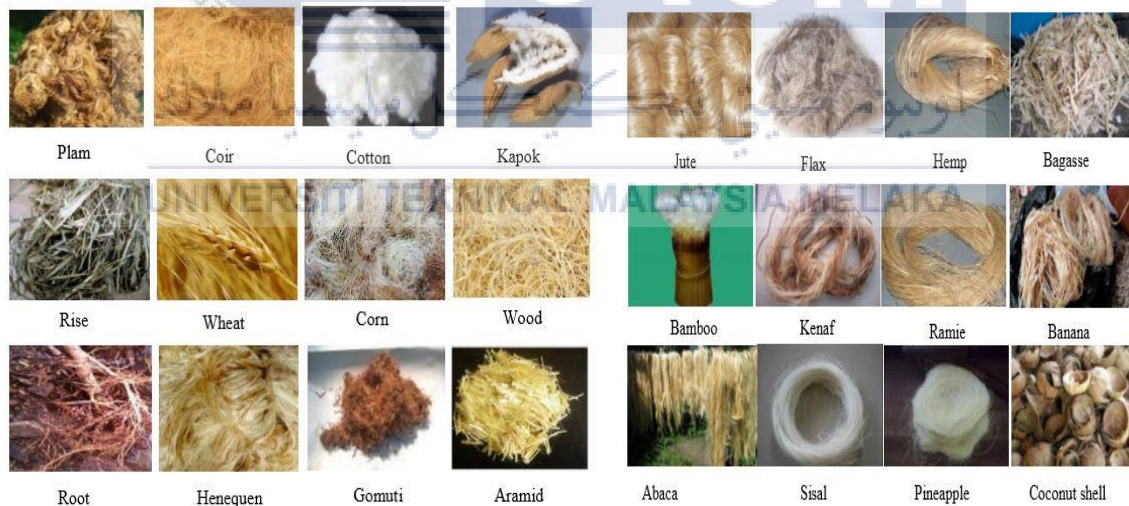 Plam Coir Cotton Kapok Jute Flax Hemp Bagasse
UNIVERSITI TEKNIKAL MALAYSIA MELAKA
Rise Wheat Corn Wood Bamboo Kenaf Ramie Banana
Root Henequen Gomuti Aramid Abaca Sisal Pineapple Coconut shell